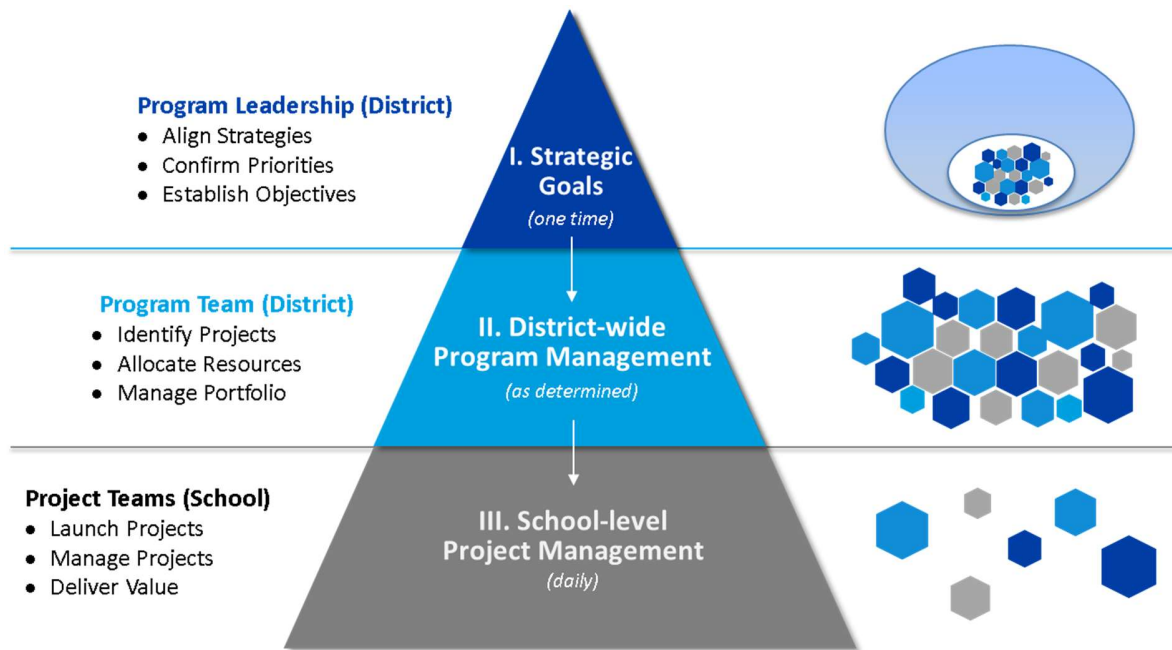 Program Leadership (District)
● Align Strategies
● Confirm Priorities
● Establish Objectives
I. Strategic
Goals
(one time)
Program Team (District)
● Identify Projects
● Allocate Resources
● Manage Portfolio
II. District-wide
Program Management
(as determined)
Project Teams (School)
● Launch Projects
● Manage Projects
● Deliver Value
III. School-level
Project Management
(daily)